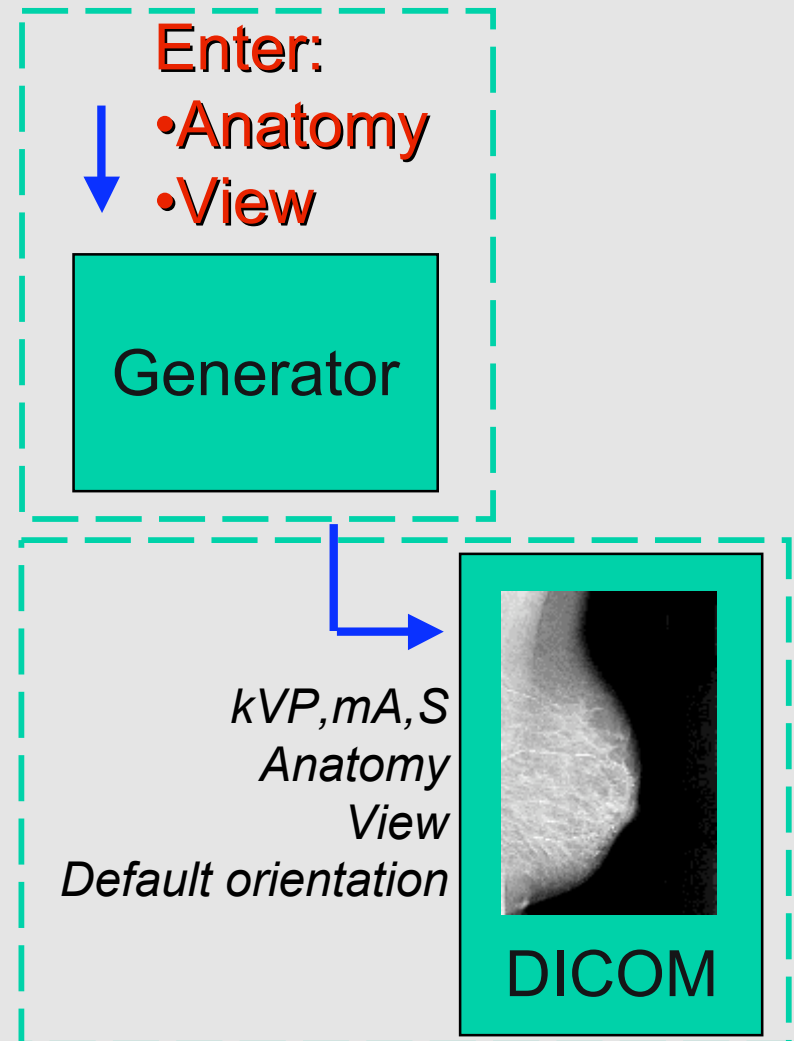 Enter:
•Anatomy
•View
Generator
kVP,mA,S
Anatomy
View
Default orientation
DICOM